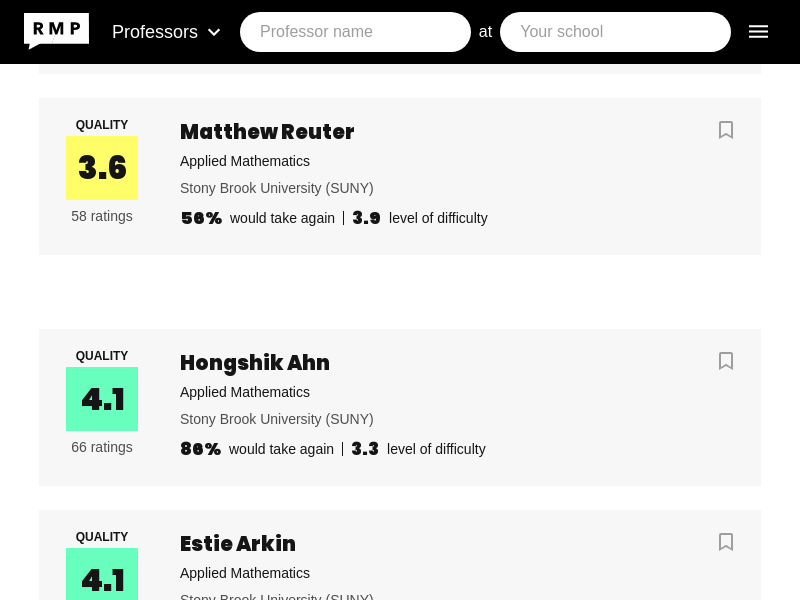 RMP
Professors
Professor name
at
Your school
QUALITY
3.6
58 ratings
Matthew Reuter
Applied Mathematics
Stony Brook University (SUNY)
56% would take again | 3.9 level of difficulty
QUALITY
4.1
66 ratings
Hongshik Ahn
Applied Mathematics
Stony Brook University (SUNY)
86% would take again | 3.3 level of difficulty
QUALITY
4.1
Estie Arkin
Applied Mathematics
Stony Brook University (SUNY)